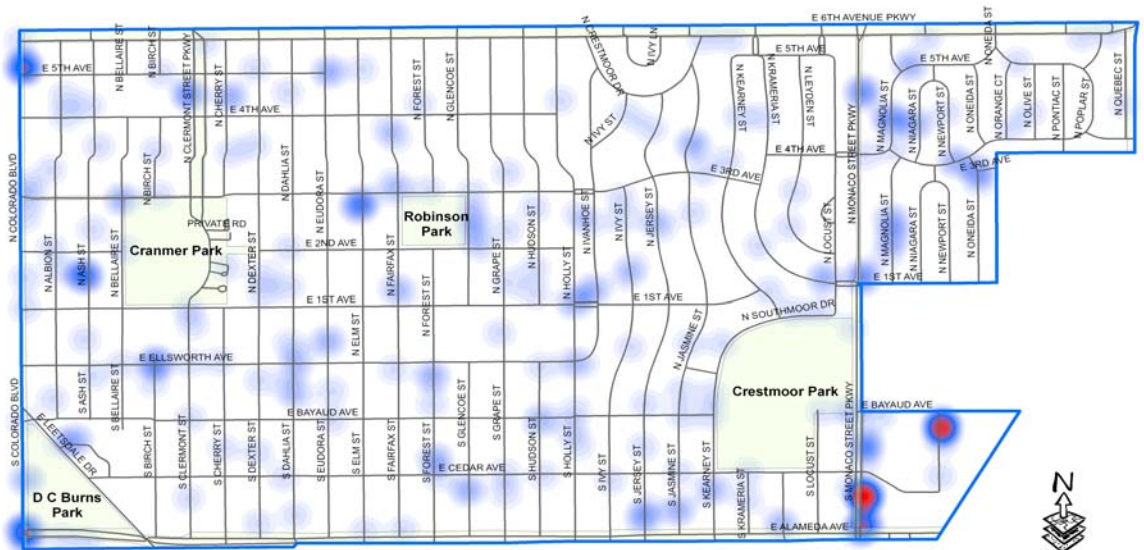 E 6TH AVENUE PKWY
N ONEIDA ST
N BELLAIRE ST
N BIRCH ST
N CLERMONT STREET PKWY
N CHERRY ST
E 5TH AVE
E 4TH AVE
N FOREST ST
N GLENCOE ST
N CRESTMOOR DR
N IVY LN
N IVY ST
N KEARNEY ST
N KRAMERIA ST
E 5TH AVE
N LEYDEN ST
E 4TH AVE
N MONACO STREET PKWY
N MAGNOLIA ST
N NIAGARA ST
N NEWPORT ST
E 5TH AVE
N ONEIDA ST
N ORANGE CT
N OLIVE ST
N PONTIAC ST
N POPLAR ST
N QUEBEC ST
E 3RD AVE
E 3RD AVE
N COLORADO BLVD
N BIRCH ST
N DAHLIA ST
N EUDORA ST
PRIVATE RD
Cranmer Park
Robinson
Park
N ALBION ST
N ASH ST
N BELLAIRE ST
N DEXTER ST
E 2ND AVE
N FAIRFAX ST
N FOREST ST
N GRAPE ST
N HUDSON ST
N HOLLY ST
N IVANHOE ST
N IVY ST
N JERSEY ST
N LOCUST ST
N MAGNOLIA ST
N NIAGARA ST
N NEWPORT ST
N ONEIDA ST
E 1ST AVE
E 1ST AVE
E 1ST AVE
N SOUTHMOOR DR
N ELM ST
N JASMINE ST
E ELLSWORTH AVE
S COLORADO BLVD
S ASH ST
S BELLAIRE ST
E LEETSDALE DR
E BAYAUD AVE
Crestmoor Park
E BAYAUD AVE
S BIRCH ST
S CLERMONT ST
S CHERRY ST
S DEXTER ST
S DAHLIA ST
S EUDORA ST
S ELM ST
S FAIRFAX ST
S FOREST ST
S GLENCOE ST
S GRAPE ST
S HUDSON ST
S HOLLY ST
E CEDAR AVE
S IVY ST
S JERSEY ST
S JASMINE ST
S KEARNEY ST
S KRAMERIA ST
S LOCUST ST
S MONACO STREET PKWY
D C Burns
Park
E ALAMEDA AVE
N